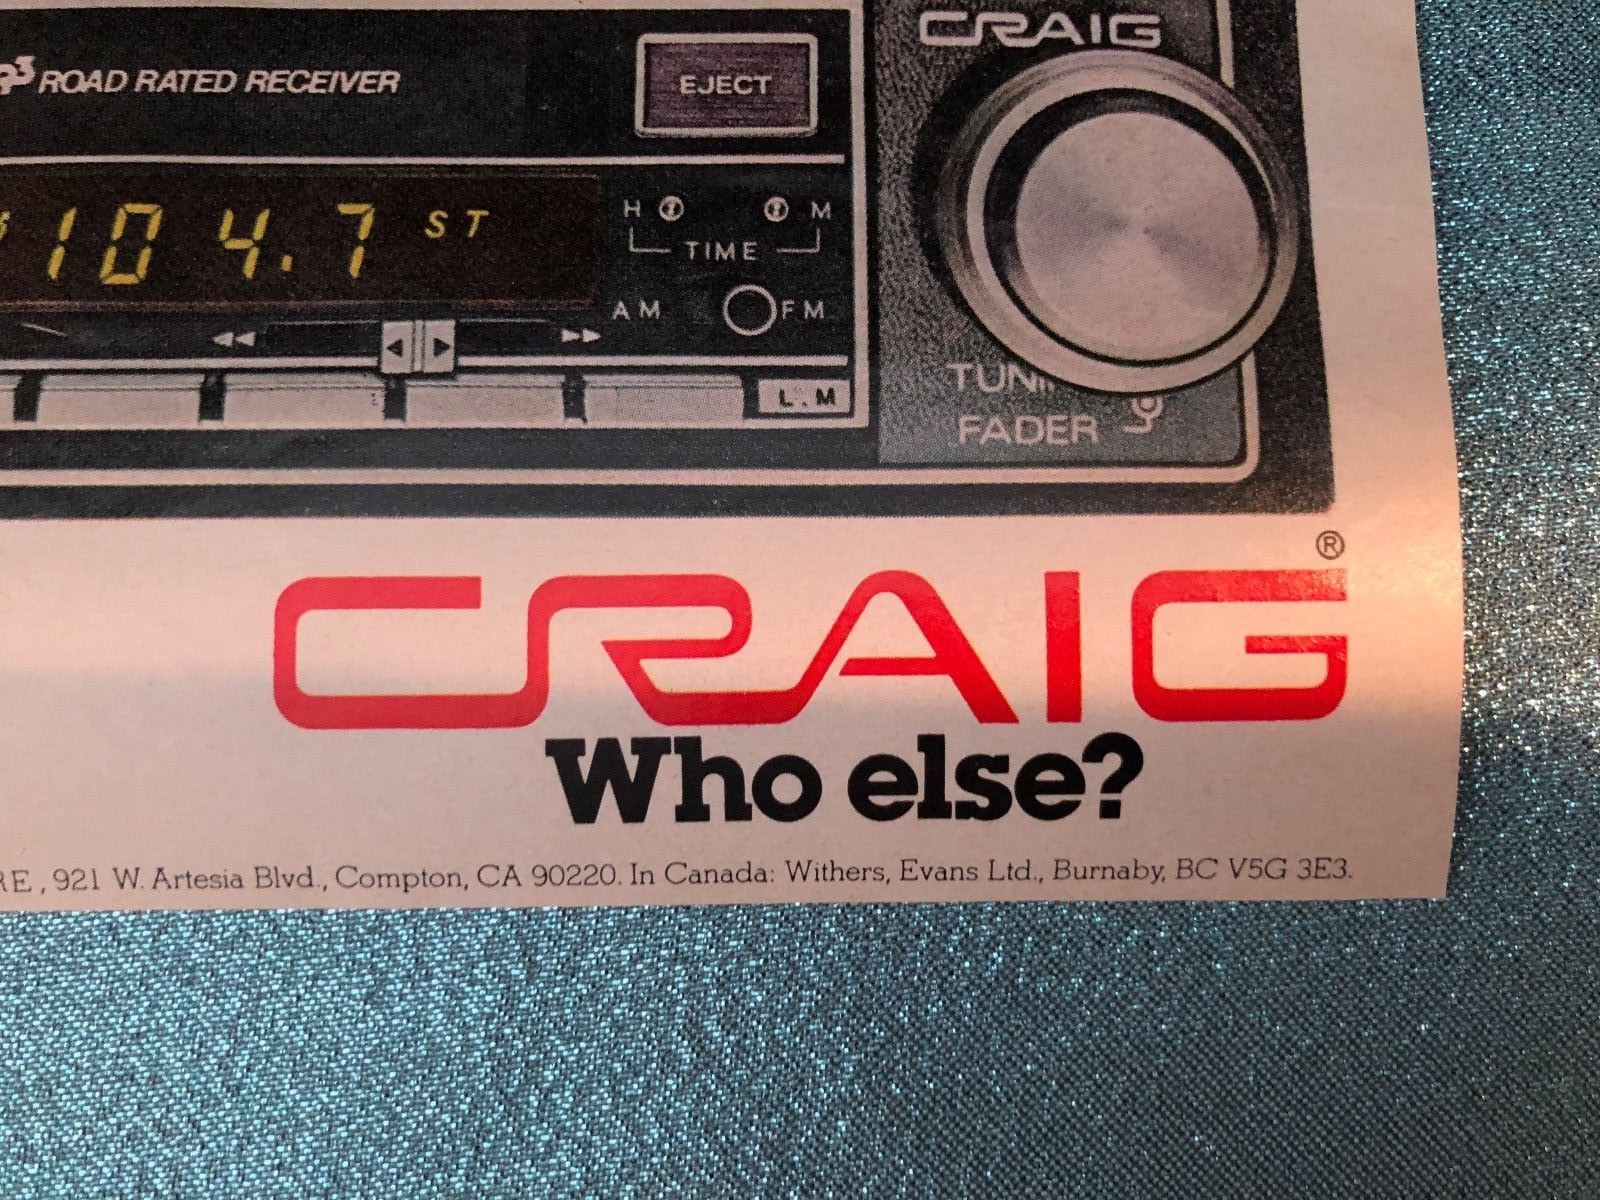 CRAIG
ROAD RATED RECEIVER
EJECT
104.7 ST
H M
TIME
AM FM
FADER
CRAIG®
Who else?
, 921 W. Artesia Blvd., Compton, CA 90220. In Canada: Withers, Evans Ltd., Burnaby, BC V5G 3E3.